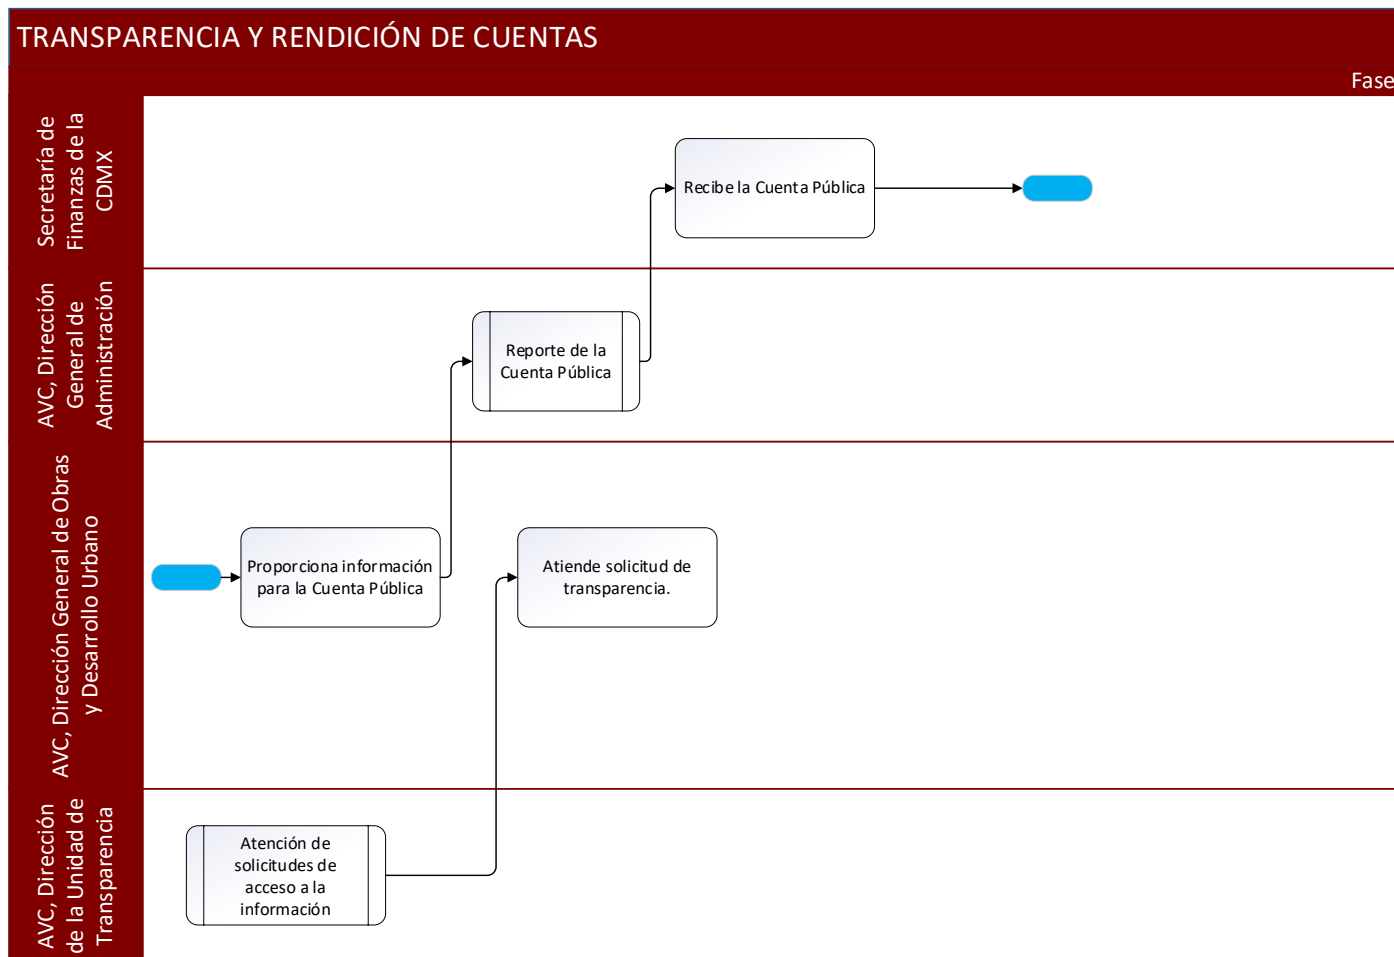 TRANSPARENCIA Y RENDICIÓN DE CUENTAS
Fase
Secretaría de
Finanzas de la
CDMX
Recibe la Cuenta Pública
AVC, Dirección
General de
Administración
Reporte de la
Cuenta Pública
AVC, Dirección General de Obras
y Desarrollo Urbano
Proporciona información
para la Cuenta Pública
Atiende solicitud de
transparencia.
AVC, Dirección
de la Unidad de
Transparencia
Atención de
solicitudes de
acceso a la
información